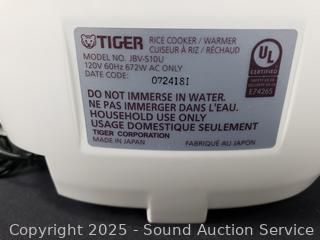 TIGER
RICE COOKER / WARMER
CUISEUR À RIZ / RÉCHAUD
MODEL NO. JBV-S10U
120V 60Hz 672W AC ONLY
DATE CODE:
072418I
UL
CERTIFIED
E74265
DO NOT IMMERSE IN WATER.
NE PAS IMMERGER DANS L'EAU.
HOUSEHOLD USE ONLY
USAGE DOMESTIQUE SEULEMENT
TIGER CORPORATION
MADE IN JAPAN
FABRIQUÉ AU JAPON
Copyright 2025 - Sound Auction Service